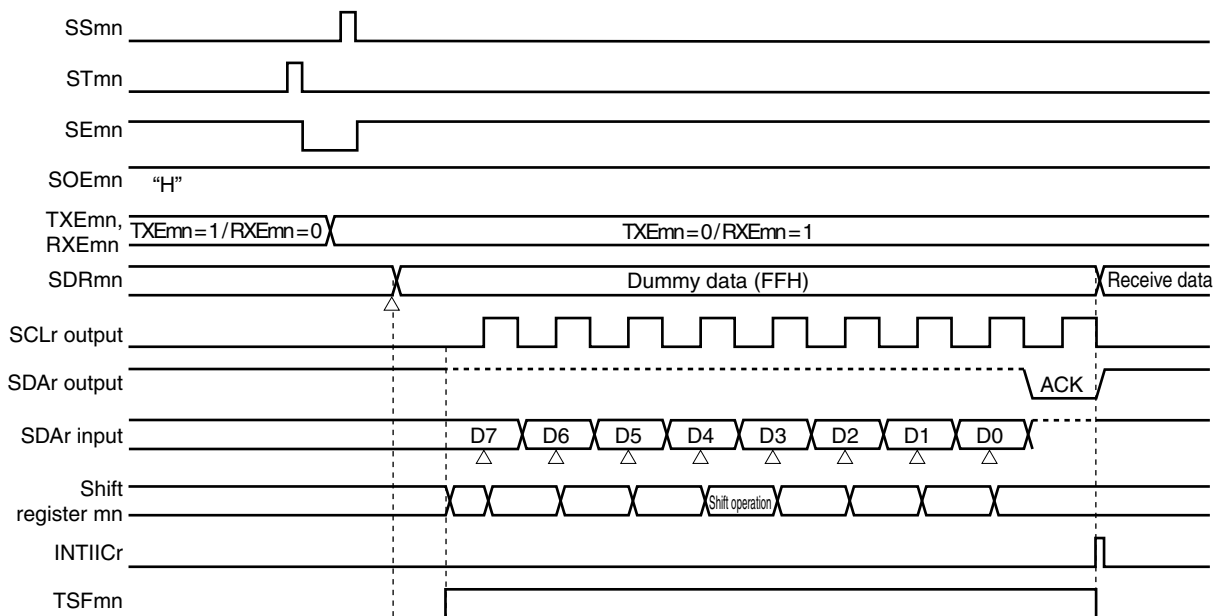 SSmn
STmn
SEmn
SOEmn “H”
TXEmn,
RXEmn
TXEmn=1/RXEmn=0 TXEmn=0/RXEmn=1
SDRmn Dummy data (FFH) Receive data
SCLr output
SDAr output ACK
SDAr input D7 D6 D5 D4 D3 D2 D1 D0
Shift
register mn
Shift operation
INTIICr
TSFmn